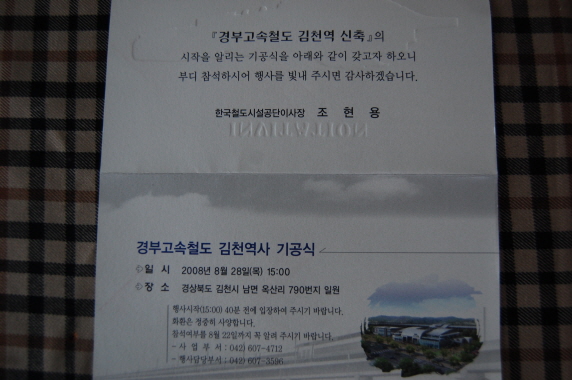 『경부고속철도 김천역 신축』의
시작을 알리는 기공식을 아래와 같이 갖고자 하오니
부디 참석하시어 행사를 빛내 주시면 감사하겠습니다.
한국철도시설공단이사장 조 현 용
INVITATION
경부고속철도 김천역사 기공식
◎일 시 2008년 8월 28일(목) 15:00
◎장 소 경상북도 김천시 남면 옥산리 790번지 일원
행사시작(15:00) 40분 전에 입장하여 주시기 바랍니다.
화환은 정중히 사양합니다.
참석여부를 8월 22일까지 꼭 알려 주시기 바랍니다.
- 사 업 부 서 : 042) 607-4712
- 행사담당부서 : 042) 607-3596